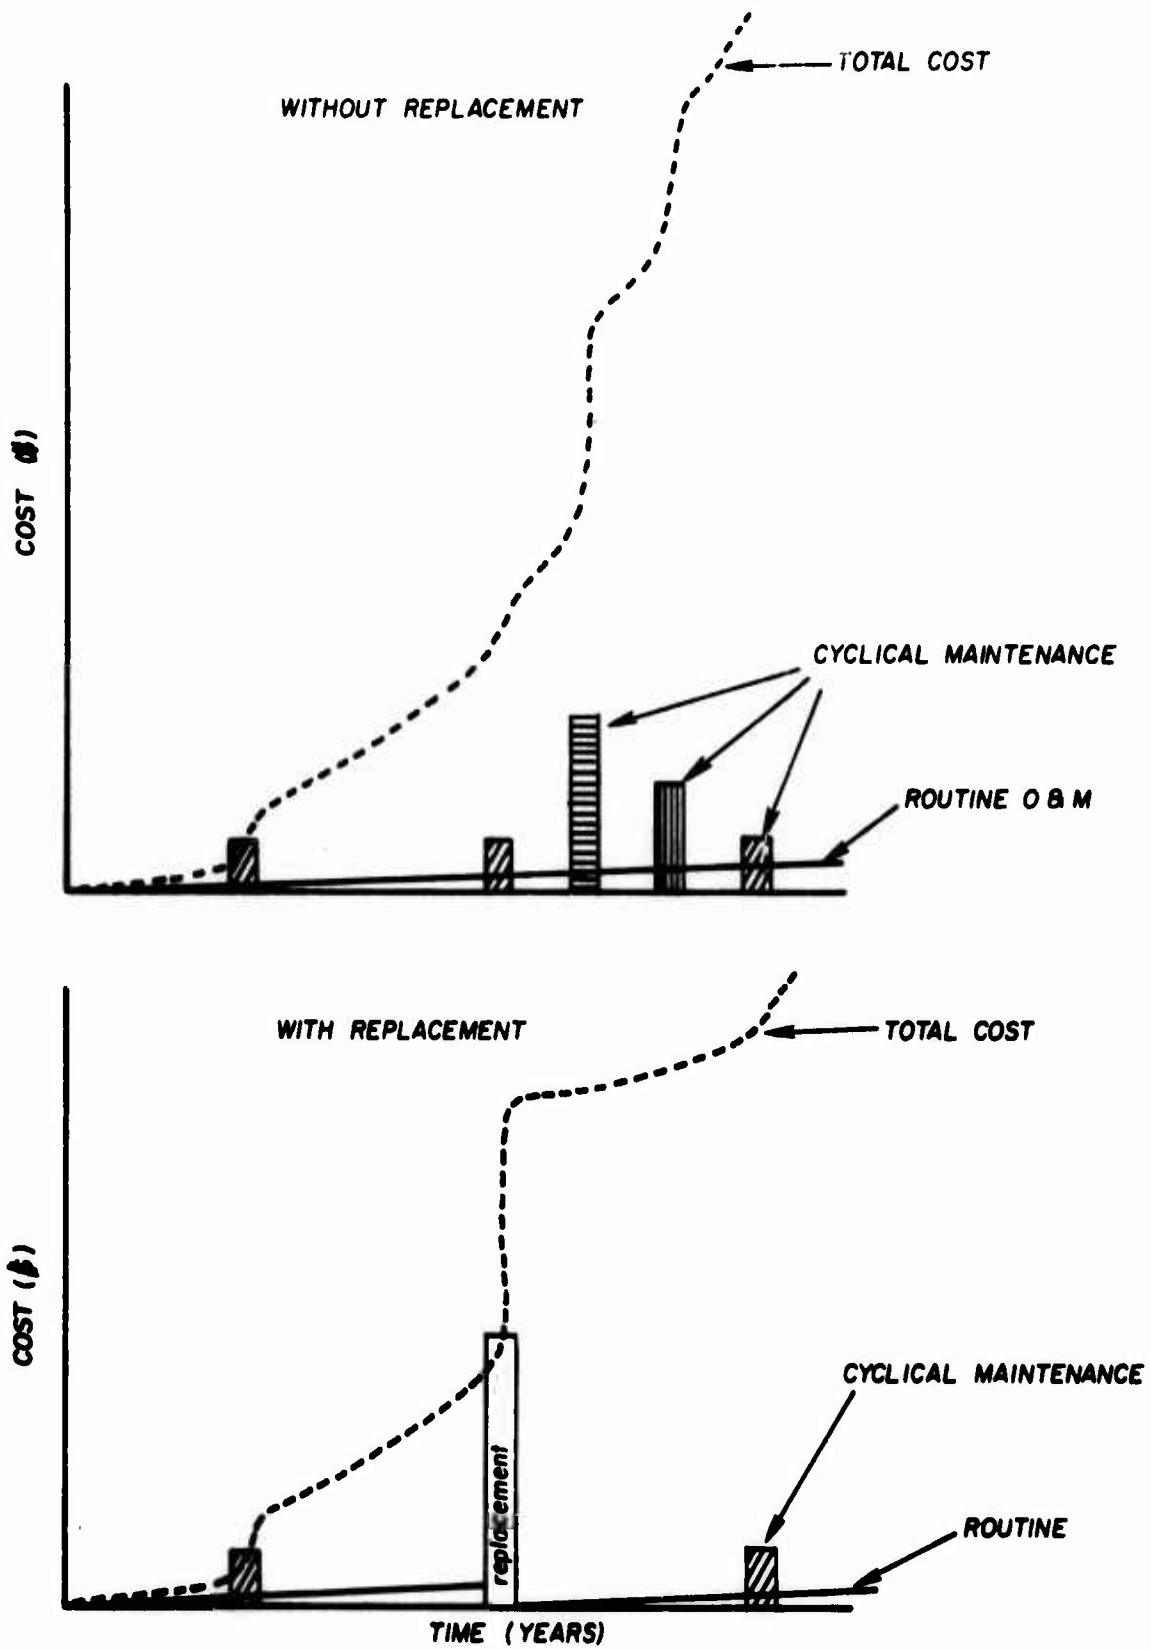 TOTAL COST
WITHOUT REPLACEMENT
COST ($)
CYCLICAL MAINTENANCE
ROUTINE O & M
WITH REPLACEMENT
TOTAL COST
COST ($)
CYCLICAL MAINTENANCE
replacement
ROUTINE
TIME (YEARS)